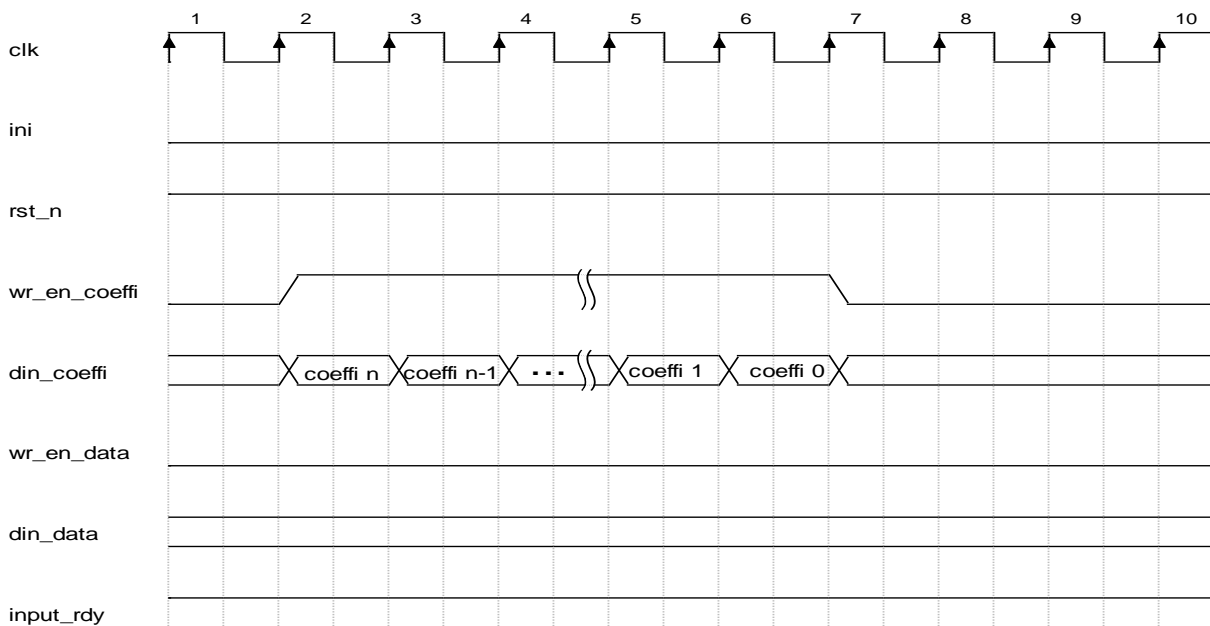 1 2 3 4 5 6 7 8 9 10
clk
ini
rst_n
wr_en_coeffi
din_coeffi coeffi n coeffi n-1 ... coeffi 1 coeffi 0
wr_en_data
din_data
input_rdy